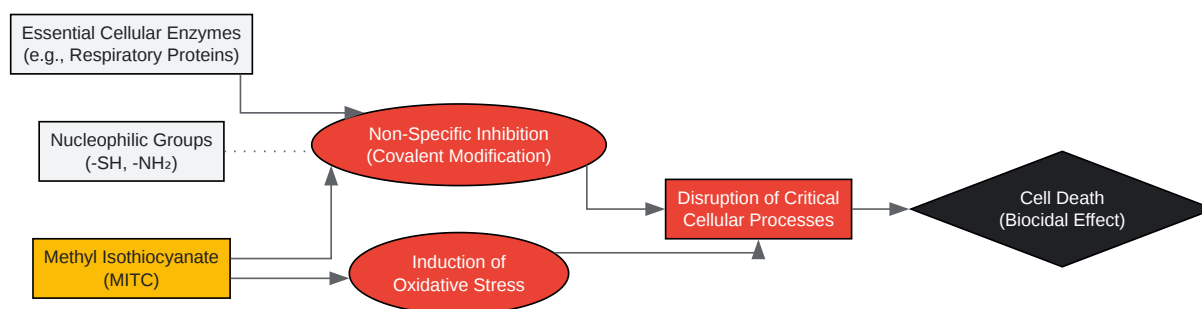 Essential Cellular Enzymes
(e.g., Respiratory Proteins)
Nucleophilic Groups
(-SH, -NH₂)
Methyl Isothiocyanate
(MITC)
Non-Specific Inhibition
(Covalent Modification)
Induction of
Oxidative Stress
Disruption of Critical
Cellular Processes
Cell Death
(Biocidal Effect)